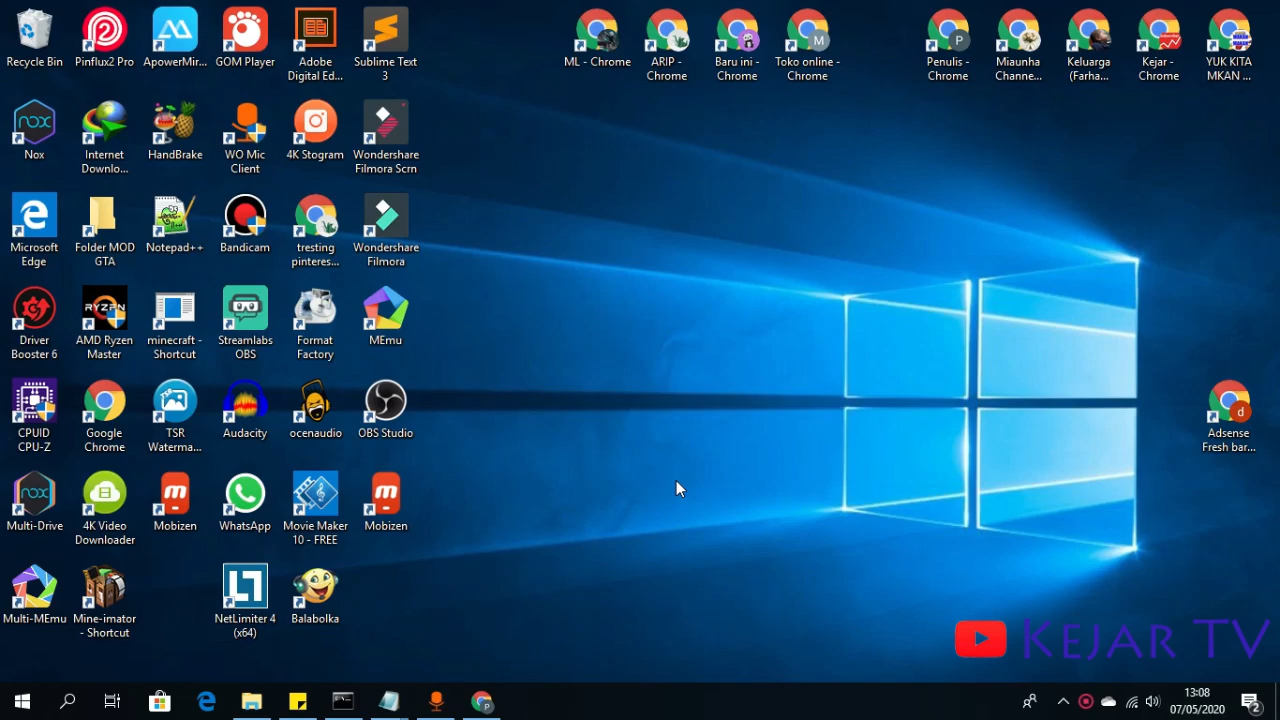 Recycle Bin
Pinflux2 Pro
ApowerMir...
GOM Player
Adobe
Digital Ed...
Sublime Text
3
ML - Chrome
ARIP -
Chrome
Baru ini -
Chrome
M
Toko online -
Chrome
P
Penulis -
Chrome
Miaunha
Channe...
Keluarga
(Farha...
Kejar -
Chrome
YUK KITA
MKAN ...
nox
Nox
Internet
Downlo...
HandBrake
WO Mic
Client
4K Stogram
Wondershare
Filmora Scrn
Microsoft
Edge
Folder MOD
GTA
Notepad++
Bandicam
tresting
pinteres...
Wondershare
Filmora
Driver
Booster 6
RYZEN
AMD Ryzen
Master
minecraft -
Shortcut
Streamlabs
OBS
Format
Factory
MEmu
CPUID
CPU-Z
Google
Chrome
TSR
Waterma...
Audacity
ocenaudio
OBS Studio
d
Adsense
Fresh bar...
nox
Multi-Drive
4K Video
Downloader
m
Mobizen
WhatsApp
Movie Maker
10 - FREE
m
Mobizen
Multi-MEmu
Mine-imator
- Shortcut
NetLimiter 4
(x64)
Balabolka
KEJAR TV
P
13:08
07/05/2020
2